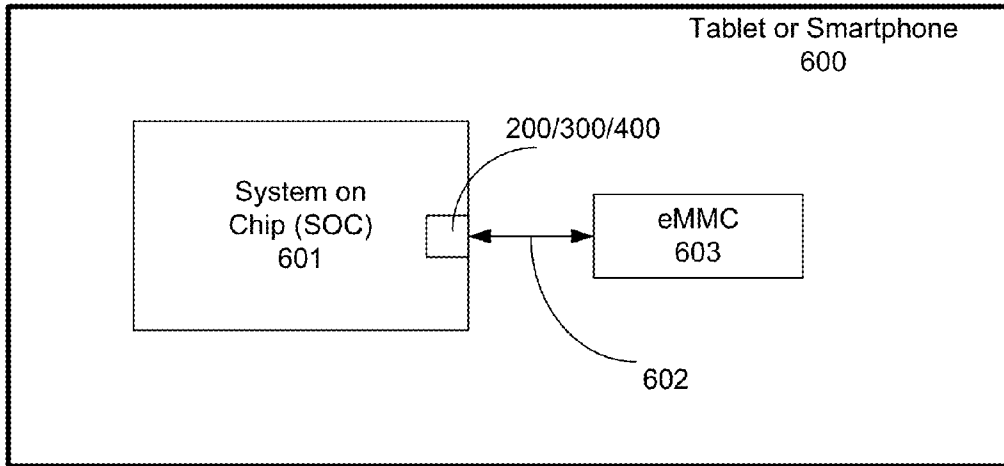 Tablet or Smartphone
600
200/300/400
System on
Chip (SOC)
601
eMMC
603
602